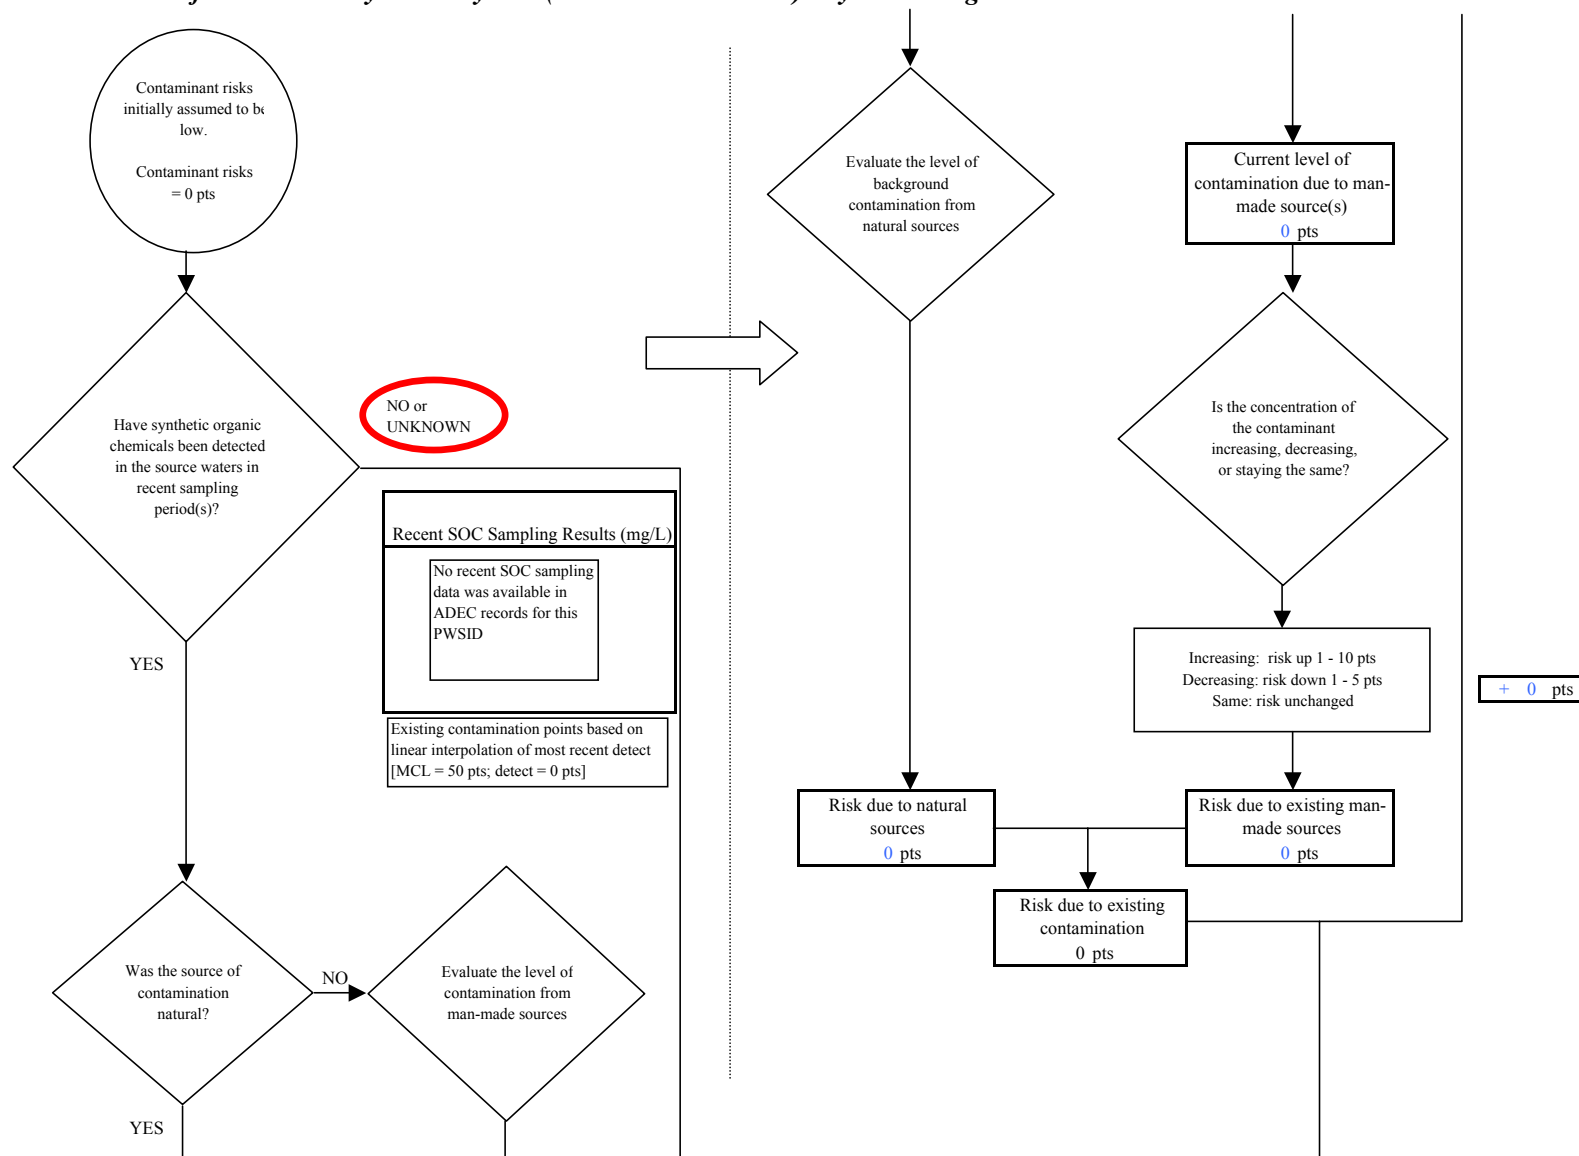 Contaminant risks
initially assumed to be
low.
Contaminant risks
= 0 pts
Have synthetic organic
chemicals been detected
in the source waters in
recent sampling
period(s)?
NO or
UNKNOWN
Recent SOC Sampling Results (mg/L)
No recent SOC sampling
data was available in
ADEC records for this
PWSID
Existing contamination points based on
linear interpolation of most recent detect
[MCL = 50 pts; detect = 0 pts]
YES
Was the source of
contamination
natural?
NO
Evaluate the level of
contamination from
man-made sources
YES
Evaluate the level of
background
contamination from
natural sources
Current level of
contamination due to man-
made source(s)
0 pts
Is the concentration of
the contaminant
increasing, decreasing,
or staying the same?
Increasing: risk up 1 - 10 pts
Decreasing: risk down 1 - 5 pts
Same: risk unchanged
+ 0 pts
Risk due to natural
sources
0 pts
Risk due to existing man-
made sources
0 pts
Risk due to existing
contamination
0 pts